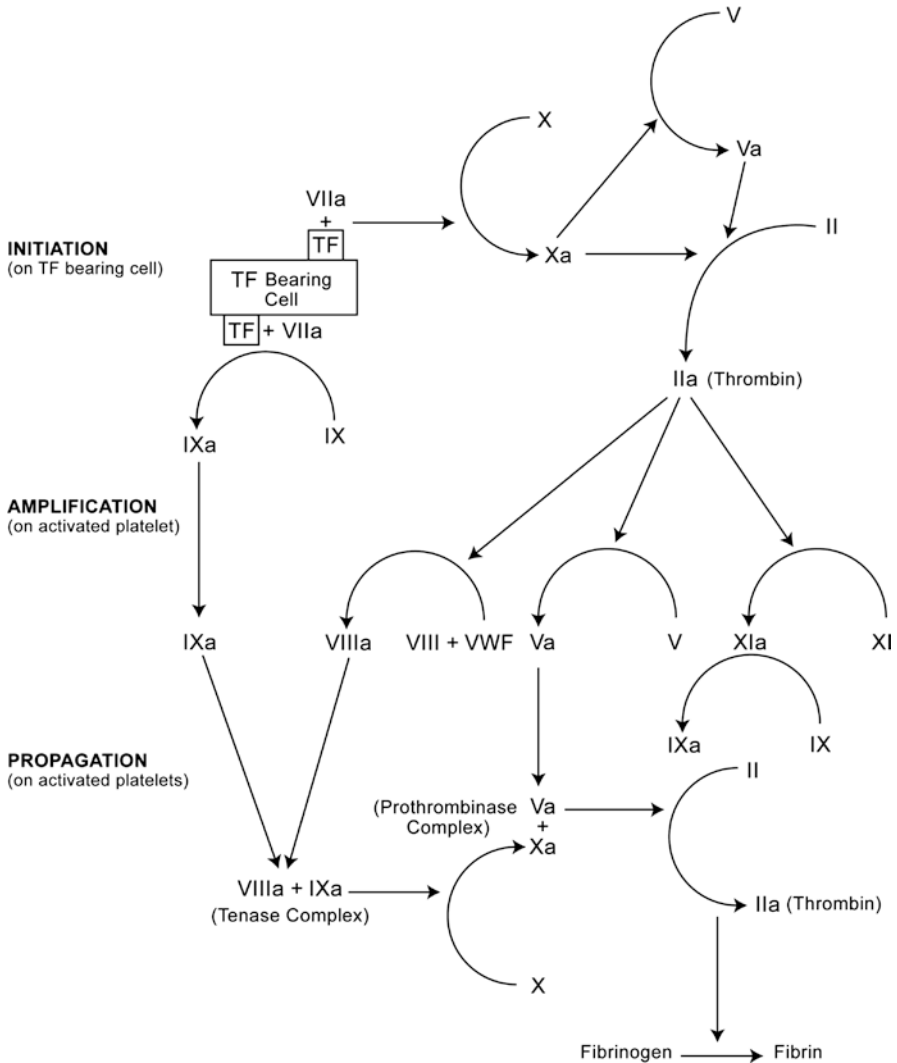 V
X
Va
VIIa
+
TF
II
INITIATION
(on TF bearing cell)
Xa
TF Bearing
Cell
TF + VIIa
IIa (Thrombin)
IXa
IX
AMPLIFICATION
(on activated platelet)
IXa
VIIIa
VIII + VWF
Va
V
XIa
XI
IXa
IX
PROPAGATION
(on activated platelets)
II
(Prothrombinase
Complex)
Va
+
Xa
VIIIa + IXa
(Tenase Complex)
IIa (Thrombin)
X
Fibrinogen
Fibrin